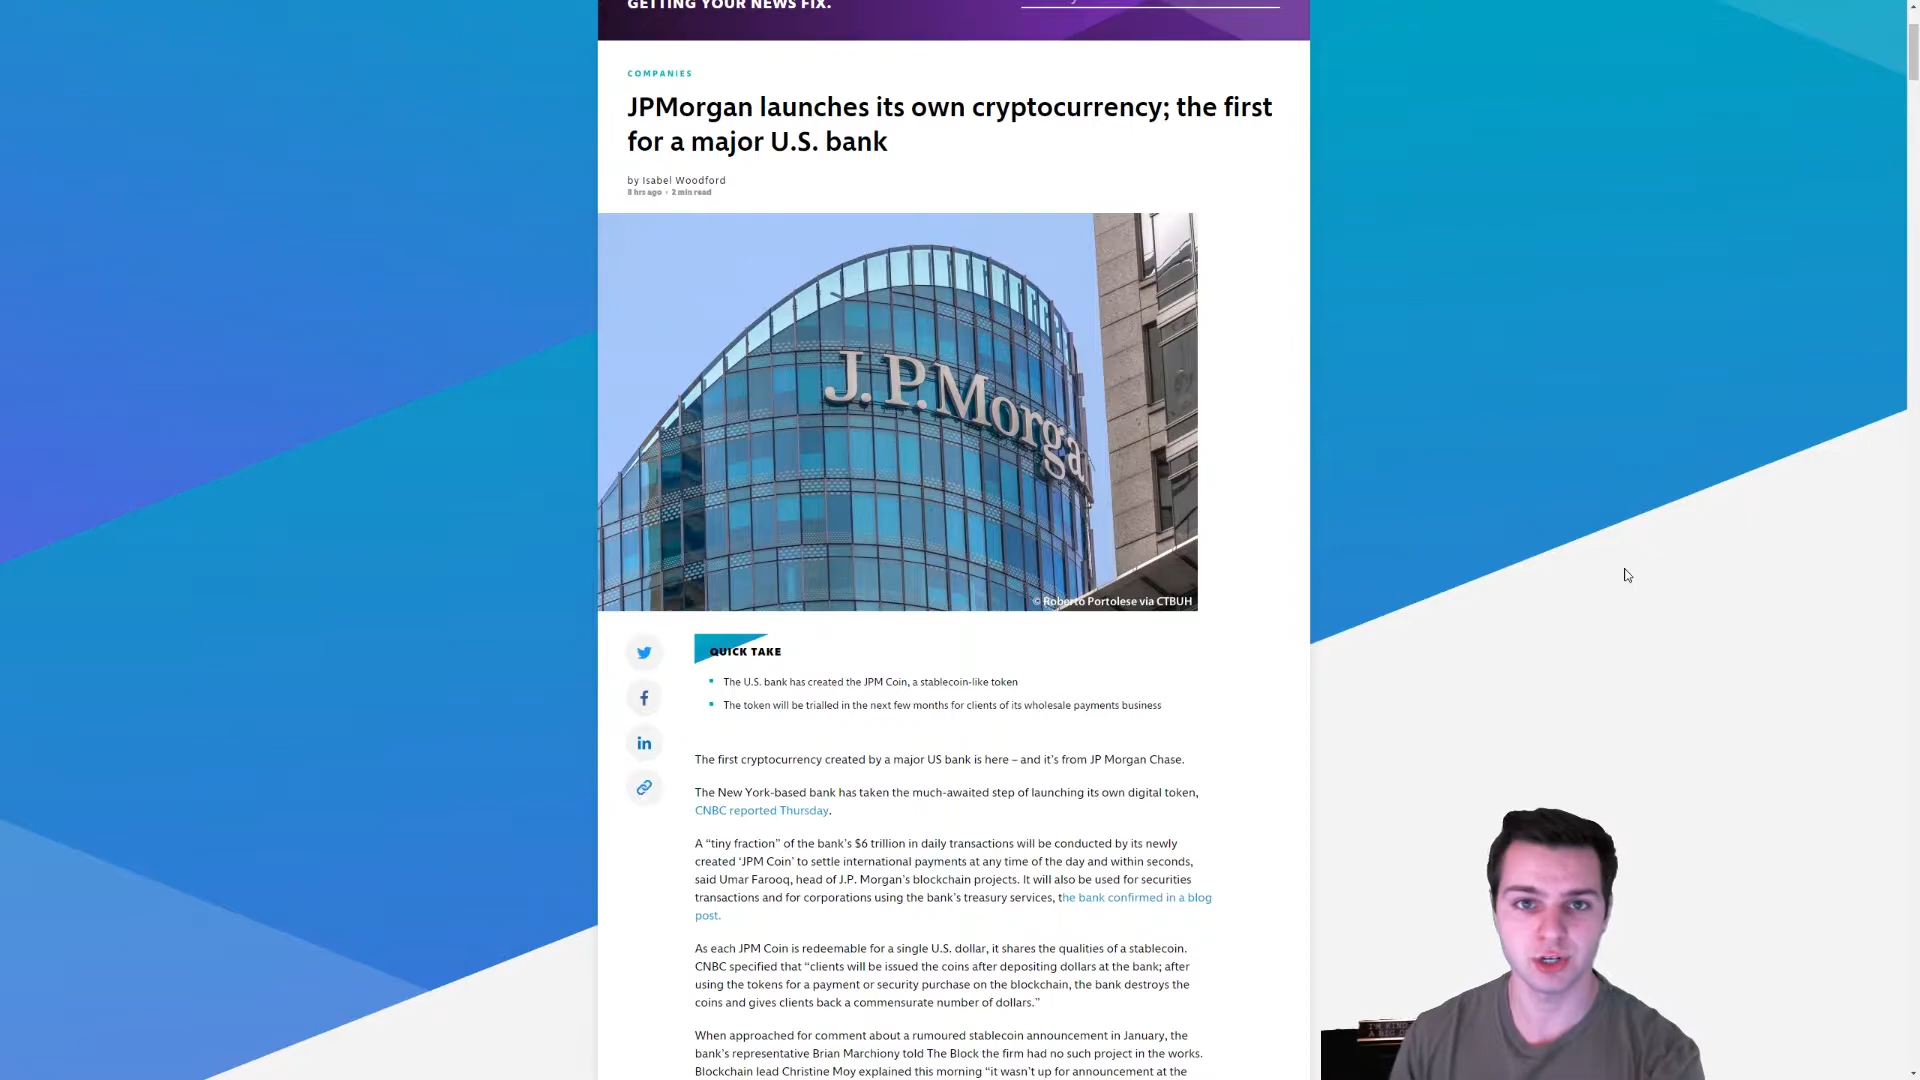 GETTING YOUR NEWS FIX.
COMPANIES
JPMorgan launches its own cryptocurrency; the first
for a major U.S. bank
by Isabel Woodford
8 hrs ago • 2 min read
J.P.Morga
© Roberto Portolese via CTBUH
QUICK TAKE
The U.S. bank has created the JPM Coin, a stablecoin-like token
The token will be trialled in the next few months for clients of its wholesale payments business
The first cryptocurrency created by a major US bank is here – and it’s from JP Morgan Chase.
The New York-based bank has taken the much-awaited step of launching its own digital token,
CNBC reported Thursday.
A “tiny fraction” of the bank’s $6 trillion in daily transactions will be conducted by its newly
created ‘JPM Coin’ to settle international payments at any time of the day and within seconds,
said Umar Farooq, head of J.P. Morgan’s blockchain projects. It will also be used for securities
transactions and for corporations using the bank’s treasury services, the bank confirmed in a blog
post.
As each JPM Coin is redeemable for a single U.S. dollar, it shares the qualities of a stablecoin.
CNBC specified that “clients will be issued the coins after depositing dollars at the bank; after
using the tokens for a payment or security purchase on the blockchain, the bank destroys the
coins and gives clients back a commensurate number of dollars.”
When approached for comment about a rumoured stablecoin announcement in January, the
bank’s representative Brian Marchiony told The Block the firm had no such project in the works.
Blockchain lead Christine Moy explained this morning “it wasn’t up for announcement at the